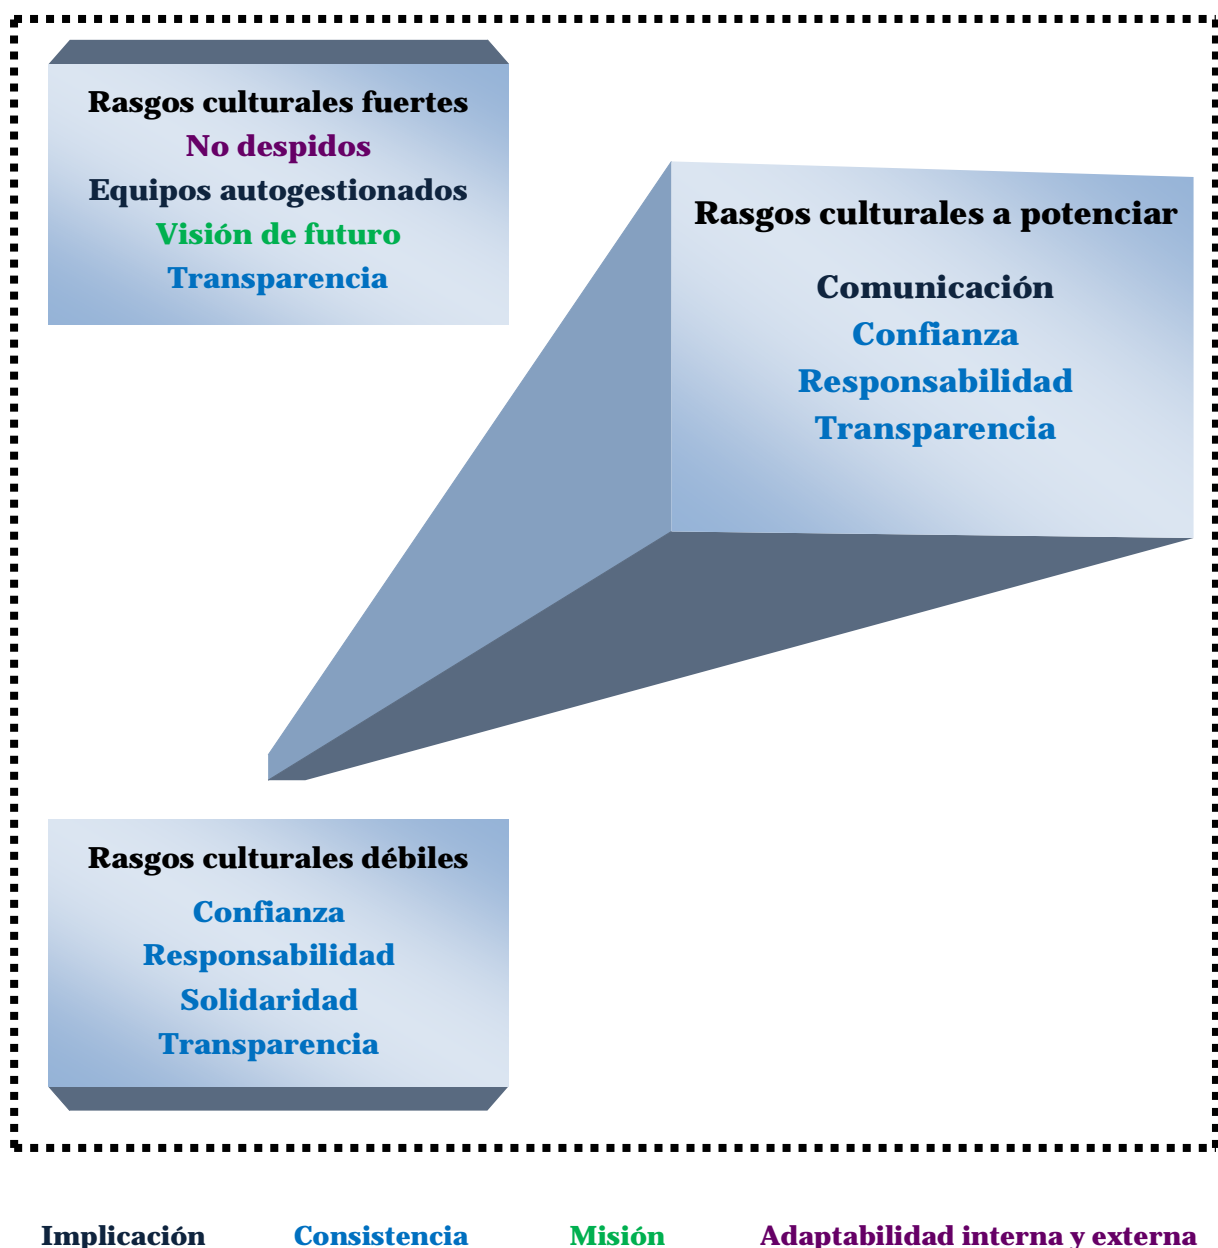 Rasgos culturales fuertes
No despidos
Equipos autogestionados
Visión de futuro
Transparencia
Rasgos culturales a potenciar
Comunicación
Confianza
Responsabilidad
Transparencia
Rasgos culturales débiles
Confianza
Responsabilidad
Solidaridad
Transparencia
Implicación Consistencia Misión Adaptabilidad interna y externa